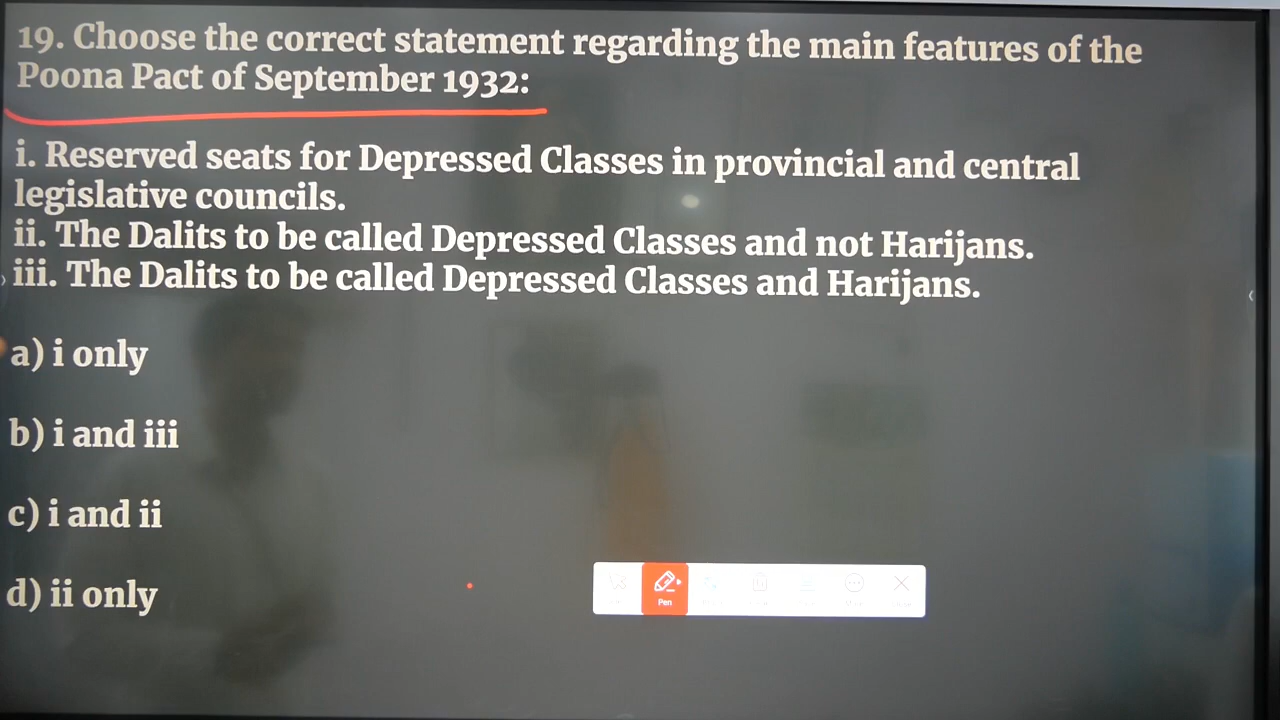 19. Choose the correct statement regarding the main features of the
Poona Pact of September 1932:
i. Reserved seats for Depressed Classes in provincial and central
legislative councils.
ii. The Dalits to be called Depressed Classes and not Harijans.
iii. The Dalits to be called Depressed Classes and Harijans.
a) i only
b) i and iii
c) i and ii
d) ii only
Pen